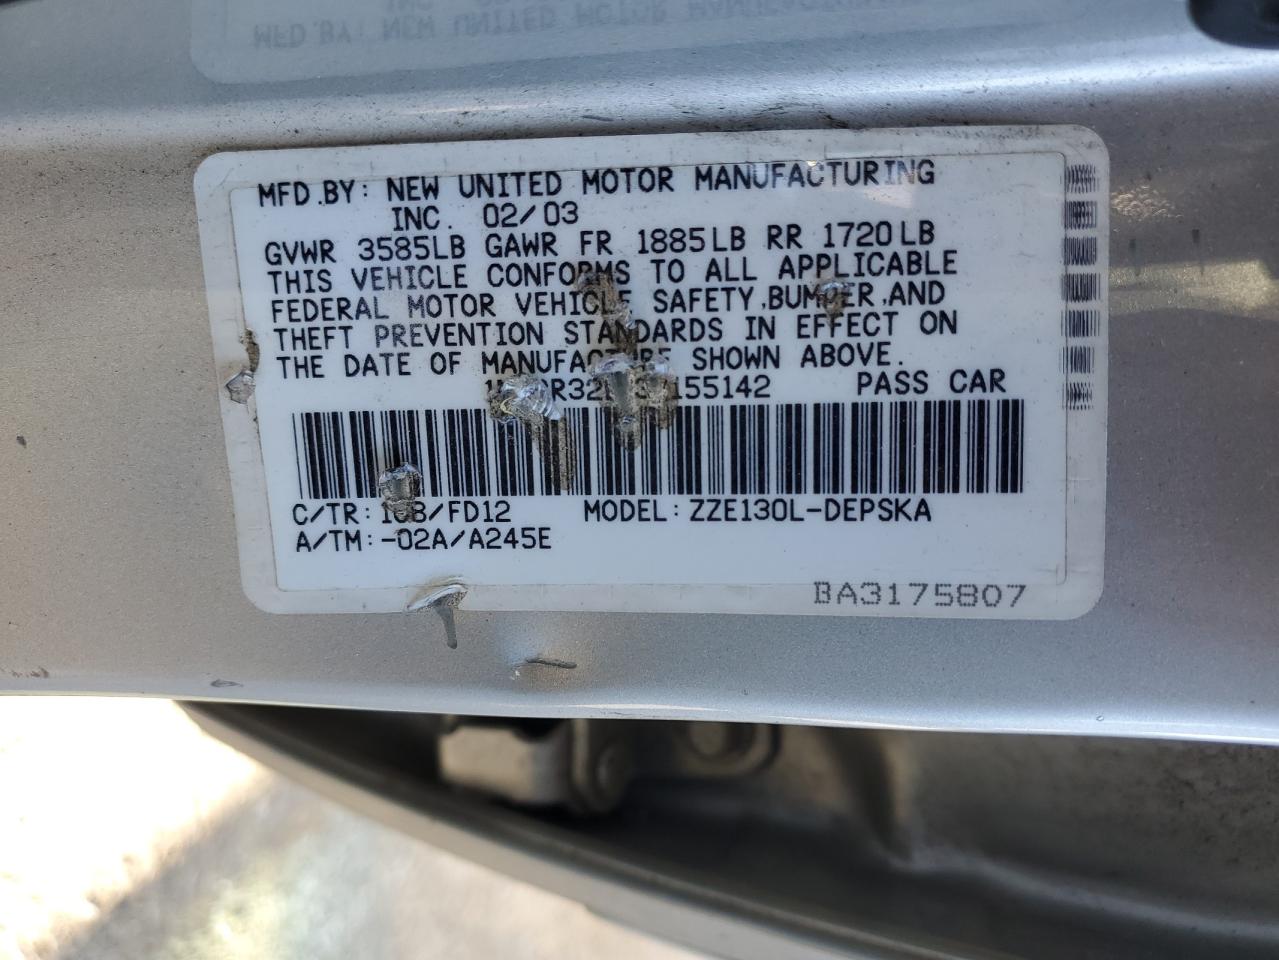 MFD.BY: NEW UNITED MOTOR MANUFACTURING
INC. 02/03
GVWR 3585LB GAWR FR 1885LB RR 1720LB
THIS VEHICLE CONFORMS TO ALL APPLICABLE
FEDERAL MOTOR VEHICLE SAFETY,BUMPER,AND
THEFT PREVENTION STANDARDS IN EFFECT ON
THE DATE OF MANUFACTURE SHOWN ABOVE.
PASS CAR
C/TR: /FD12 MODEL:ZZE130L-DEPSKA
A/TM:-02A/A245E
BA3175807